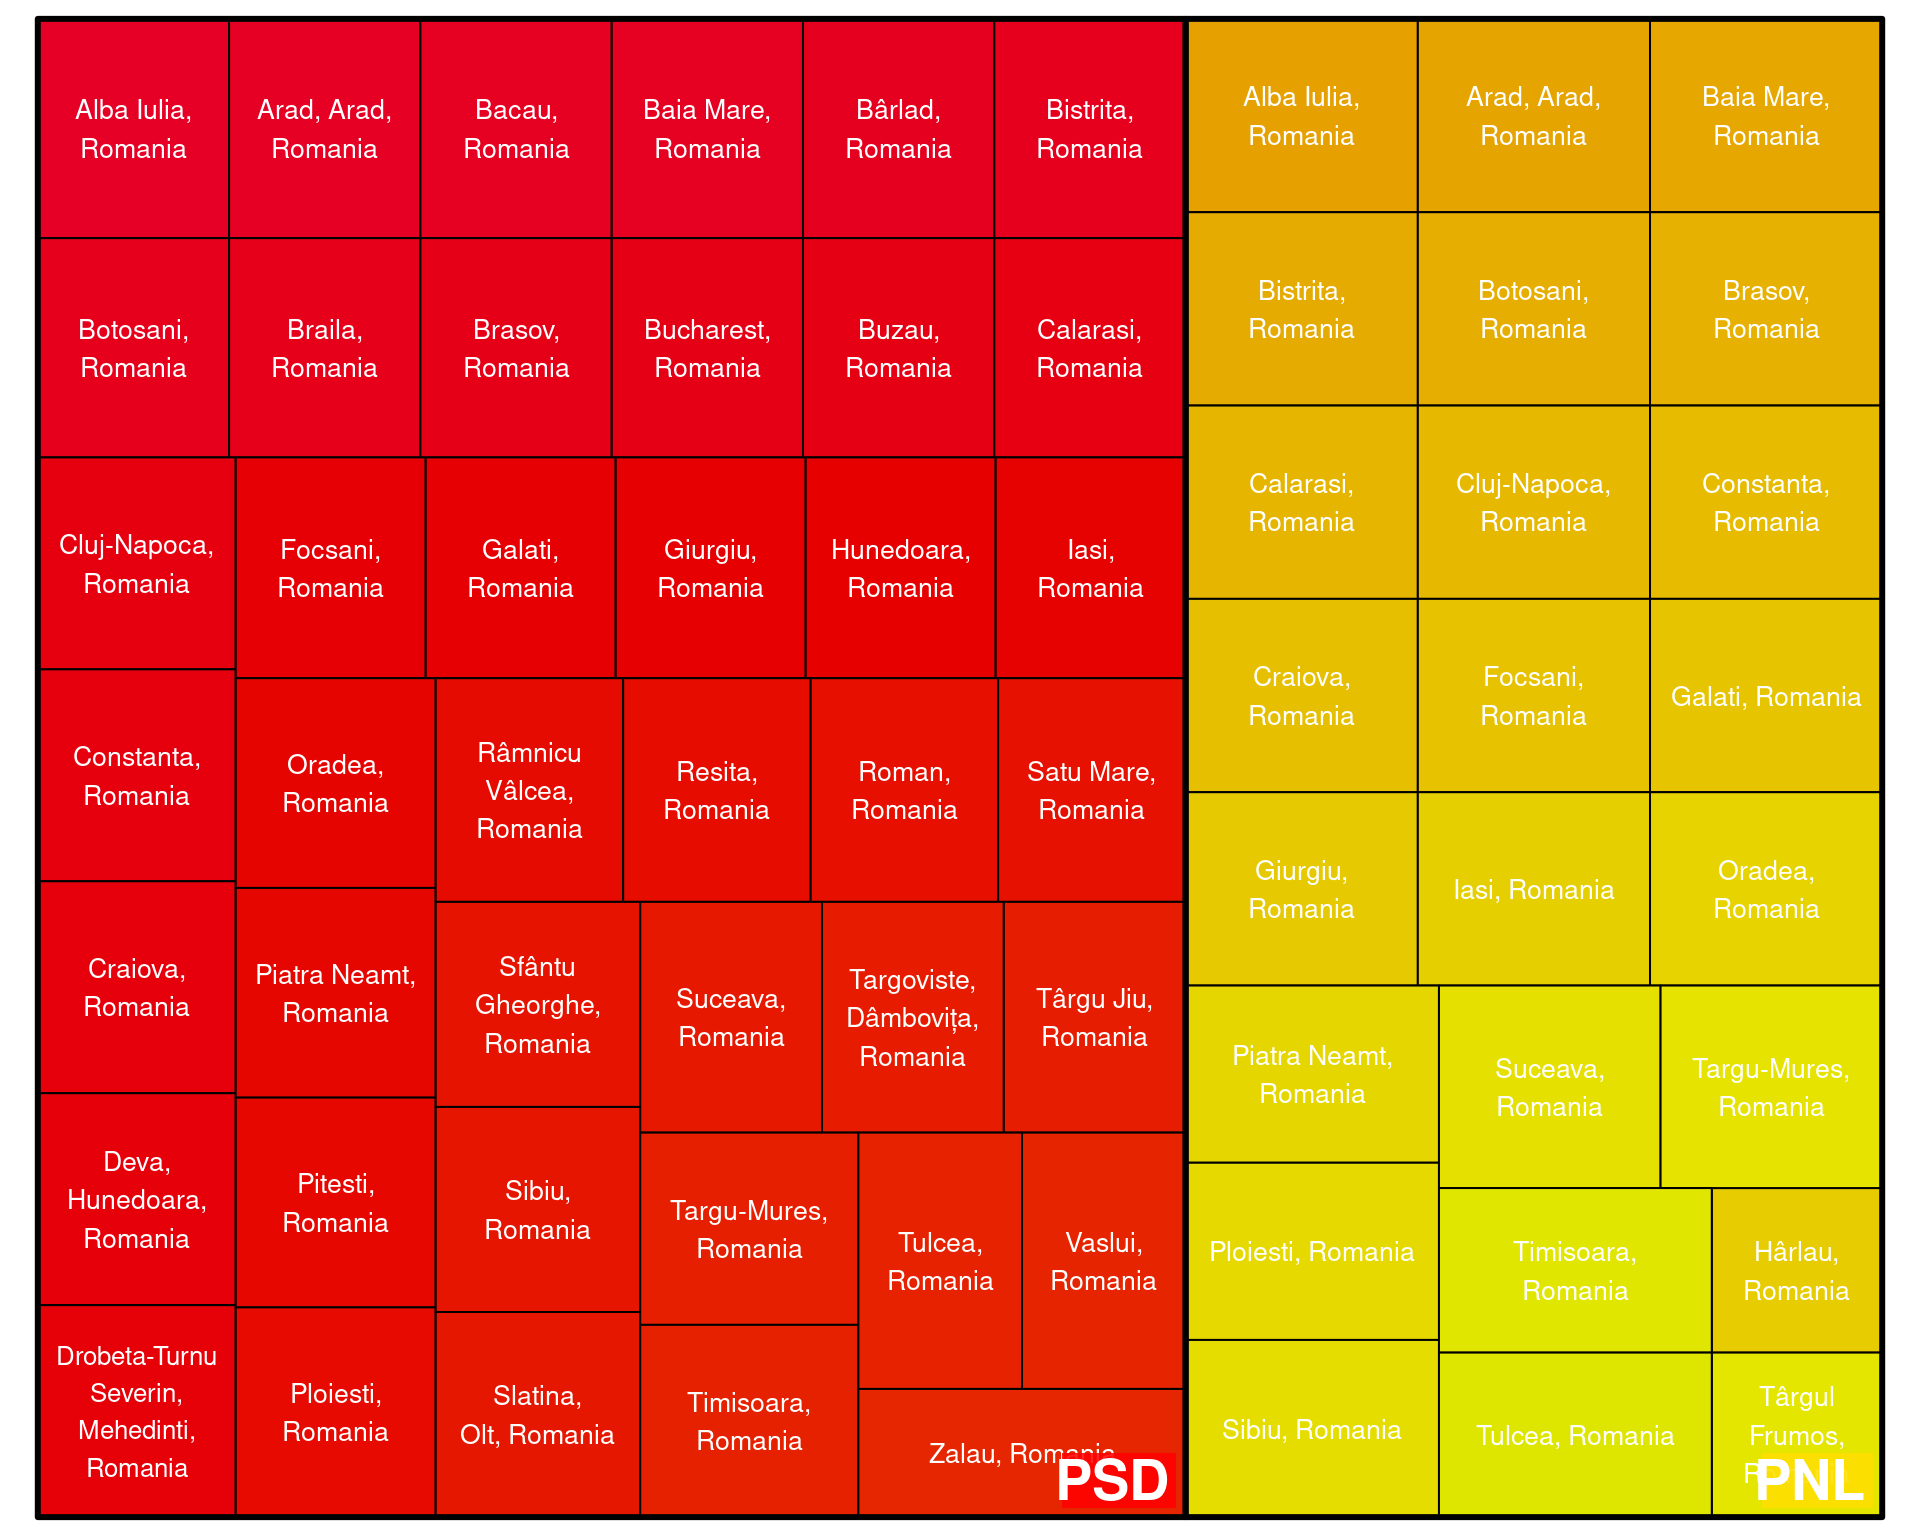 Alba Iulia,
Romania
Arad, Arad,
Romania
Bacau,
Romania
Baia Mare,
Romania
Bârlad,
Romania
Bistrita,
Romania
Botosani,
Romania
Braila,
Romania
Brasov,
Romania
Bucharest,
Romania
Buzau,
Romania
Calarasi,
Romania
Cluj-Napoca,
Romania
Constanta,
Romania
Craiova,
Romania
Deva,
Hunedoara,
Romania
Drobeta-Turnu
Severin,
Mehedinti,
Romania
Focsani,
Romania
Galati,
Romania
Giurgiu,
Romania
Hunedoara,
Romania
Iasi,
Romania
Oradea,
Romania
Piatra Neamt,
Romania
Pitesti,
Romania
Ploiesti,
Romania
Râmnicu
Vâlcea,
Romania
Resita,
Romania
Roman,
Romania
Satu Mare,
Romania
Sfântu
Gheorghe,
Romania
Sibiu,
Romania
Slatina,
Olt, Romania
Suceava,
Romania
Targoviste,
Dâmbovița,
Romania
Târgu Jiu,
Romania
Targu-Mures,
Romania
Timisoara,
Romania
Tulcea,
Romania
Vaslui,
Romania
Zalau, Romania
PSD
Alba Iulia,
Romania
Arad, Arad,
Romania
Baia Mare,
Romania
Bistrita,
Romania
Botosani,
Romania
Brasov,
Romania
Calarasi,
Romania
Cluj-Napoca,
Romania
Constanta,
Romania
Craiova,
Romania
Focsani,
Romania
Galati, Romania
Giurgiu,
Romania
Iasi, Romania
Oradea,
Romania
Piatra Neamt,
Romania
Ploiesti, Romania
Sibiu, Romania
Suceava,
Romania
Targu-Mures,
Romania
Timisoara,
Romania
Hârlau,
Romania
Tulcea, Romania
Târgul
Frumos,
PNL